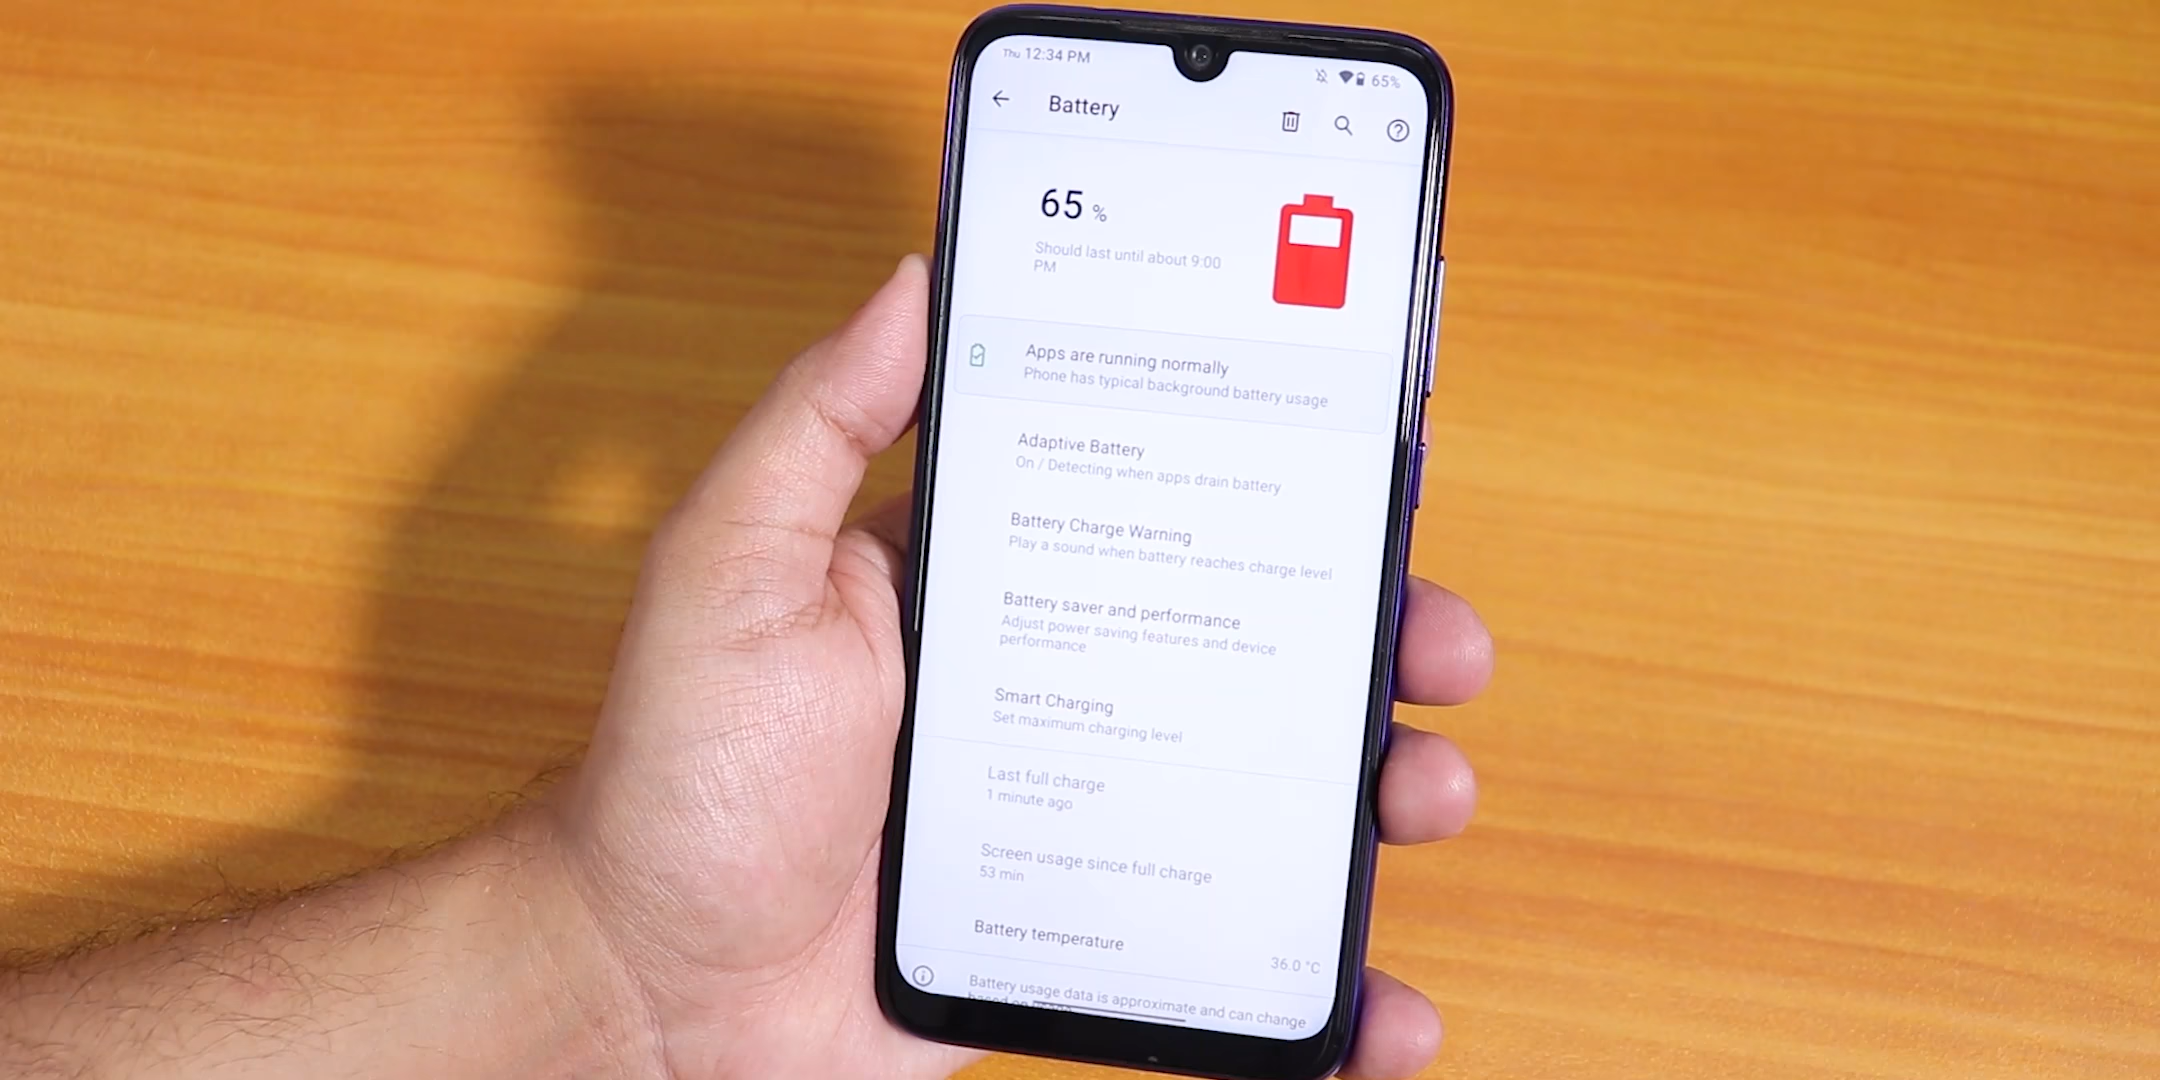 Thu 12:34 PM
65%
Battery
65 %
Should last until about 9:00
PM
Apps are running normally
Phone has typical background battery usage
Adaptive Battery
On / Detecting when apps drain battery
Battery Charge Warning
Play a sound when battery reaches charge level
Battery saver and performance
Adjust power saving features and device
performance
Smart Charging
Set maximum charging level
Last full charge
1 minute ago
Screen usage since full charge
53 min
Battery temperature
36.0 °C
Battery usage data is approximate and can change
based on usage